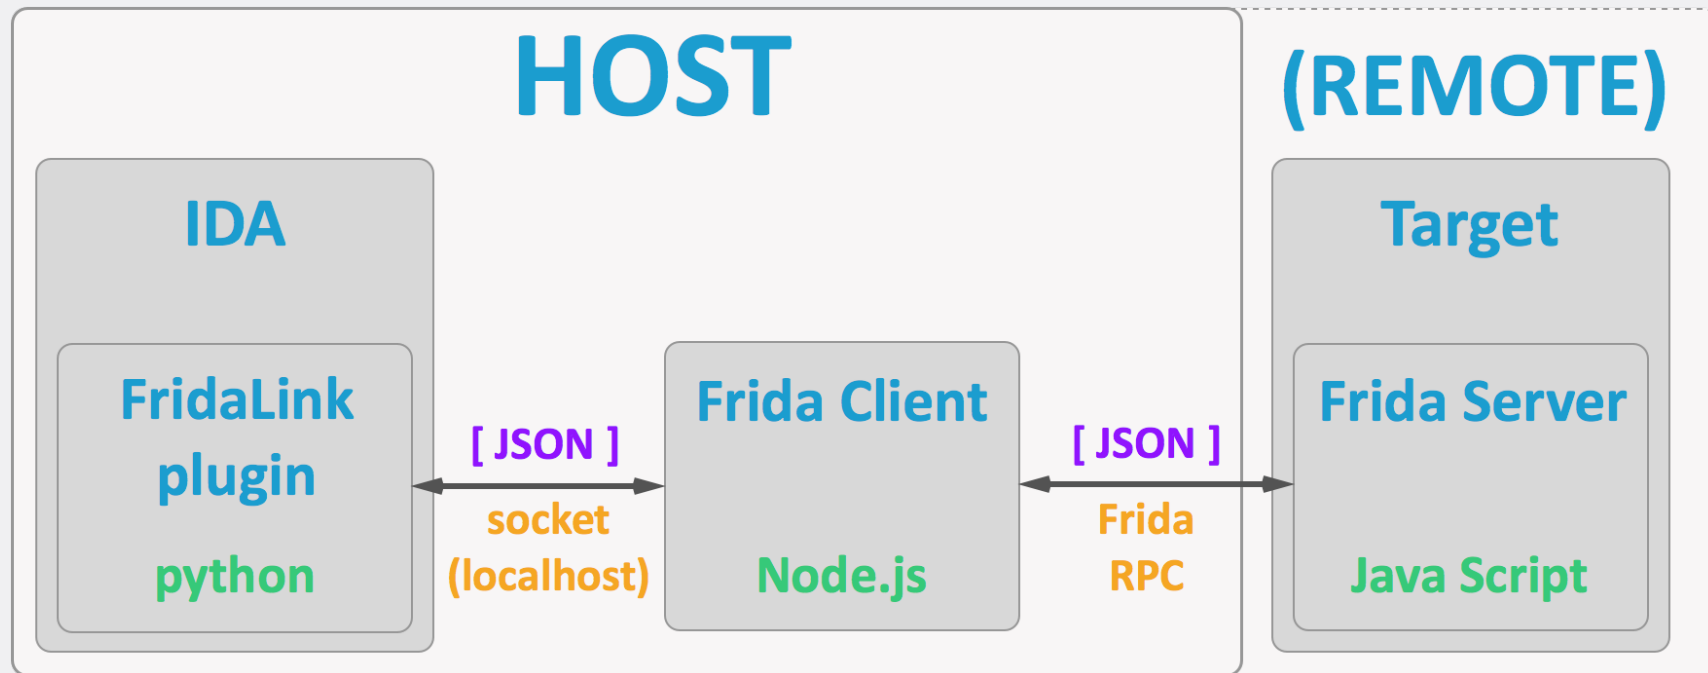 HOST
(REMOTE)
IDA
Target
FridaLink
plugin
python
[ JSON ]
socket
(localhost)
Frida Client
Node.js
[ JSON ]
Frida
RPC
Frida Server
Java Script